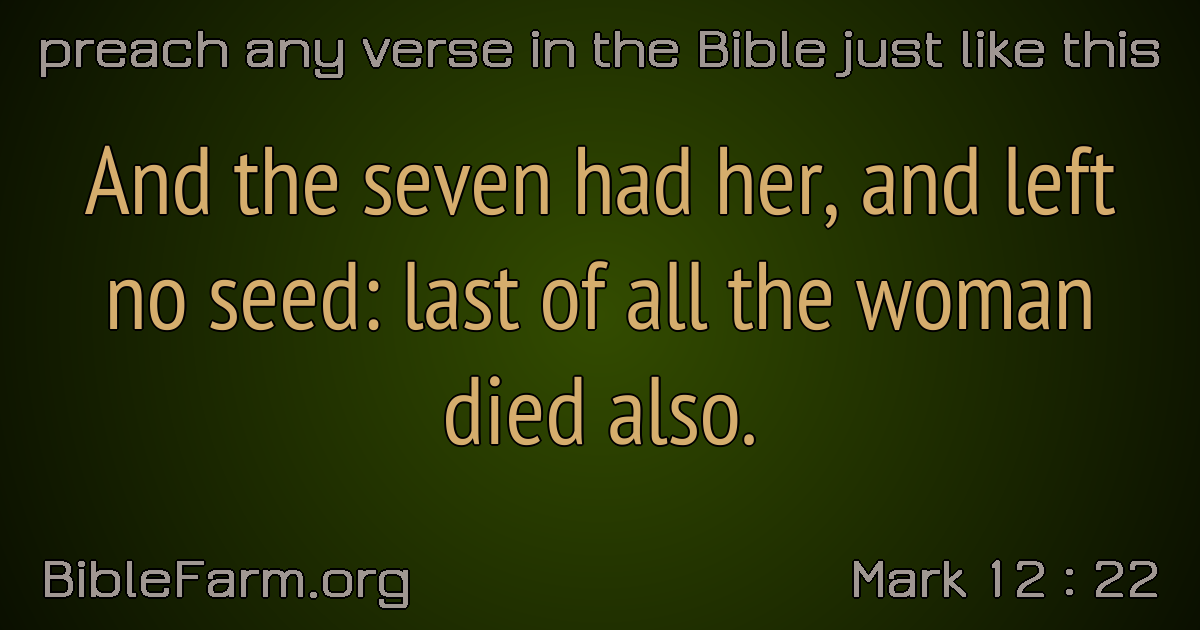 preach any verse in the Bible just like this
And the seven had her, and left
no seed: last of all the woman
died also.
BibleFarm.org
Mark 12 : 22